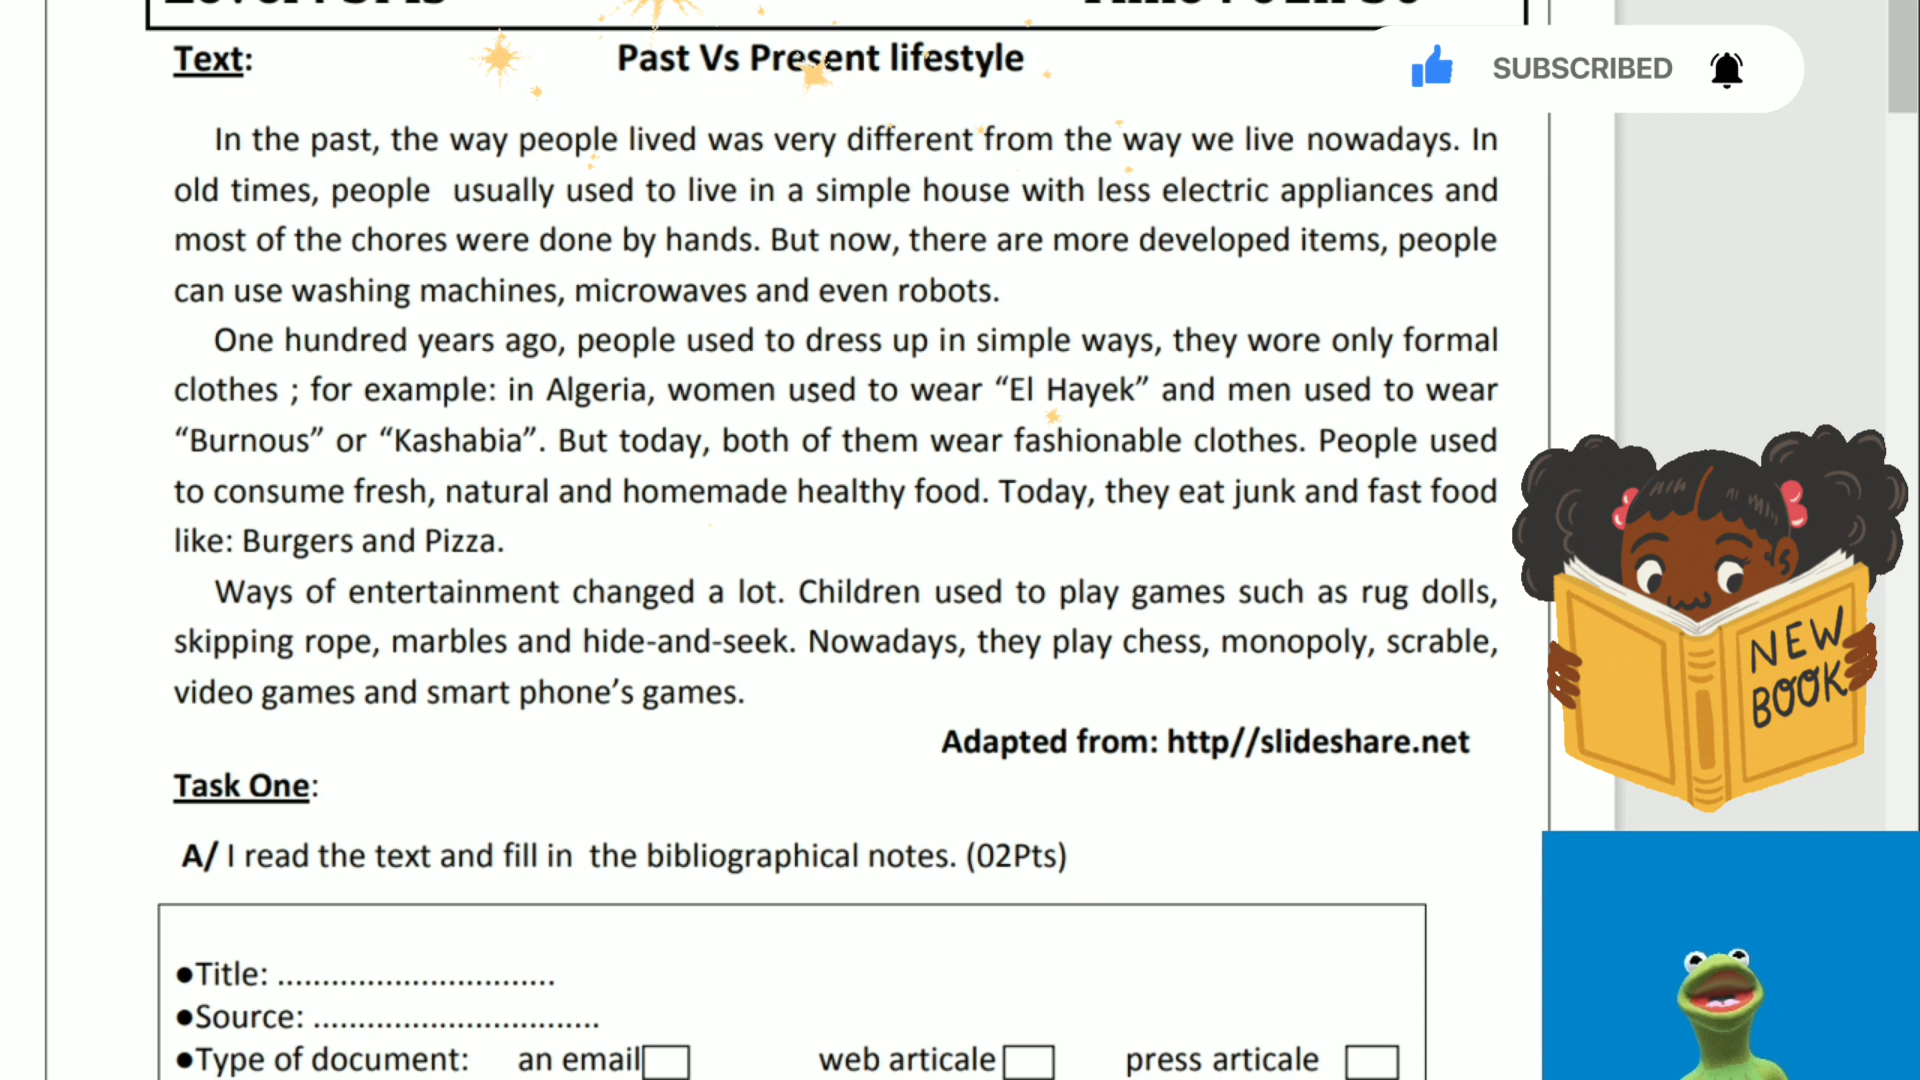 Text: Past Vs Present lifestyle
SUBSCRIBED
In the past, the way people lived was very different from the way we live nowadays. In
old times, people usually used to live in a simple house with less electric appliances and
most of the chores were done by hands. But now, there are more developed items, people
can use washing machines, microwaves and even robots.
One hundred years ago, people used to dress up in simple ways, they wore only formal
clothes ; for example: in Algeria, women used to wear “El Hayek” and men used to wear
“Burnous” or “Kashabia”. But today, both of them wear fashionable clothes. People used
to consume fresh, natural and homemade healthy food. Today, they eat junk and fast food
like: Burgers and Pizza.
Ways of entertainment changed a lot. Children used to play games such as rug dolls,
skipping rope, marbles and hide-and-seek. Nowadays, they play chess, monopoly, scrable,
video games and smart phone’s games.
Adapted from: http//slideshare.net
NEW
BOOK
Task One:
A/ I read the text and fill in the bibliographical notes. (02Pts)
●Title: ...............................
●Source: ................................
●Type of document: an email web articale press articale